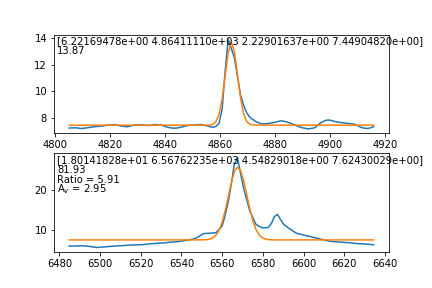 [6.22169478e+00 4.86411110e+03 2.22901637e+00 7.44904820e+00]
13.87
14
12
10
8
4800 4820 4840 4860 4880 4900 4920
[1.80141828e+01 6.56762235e+03 4.54829018e+00 7.62430029e+00]
81.93
Ratio = 5.91
Av = 2.95
20
10
6480 6500 6520 6540 6560 6580 6600 6620 6640